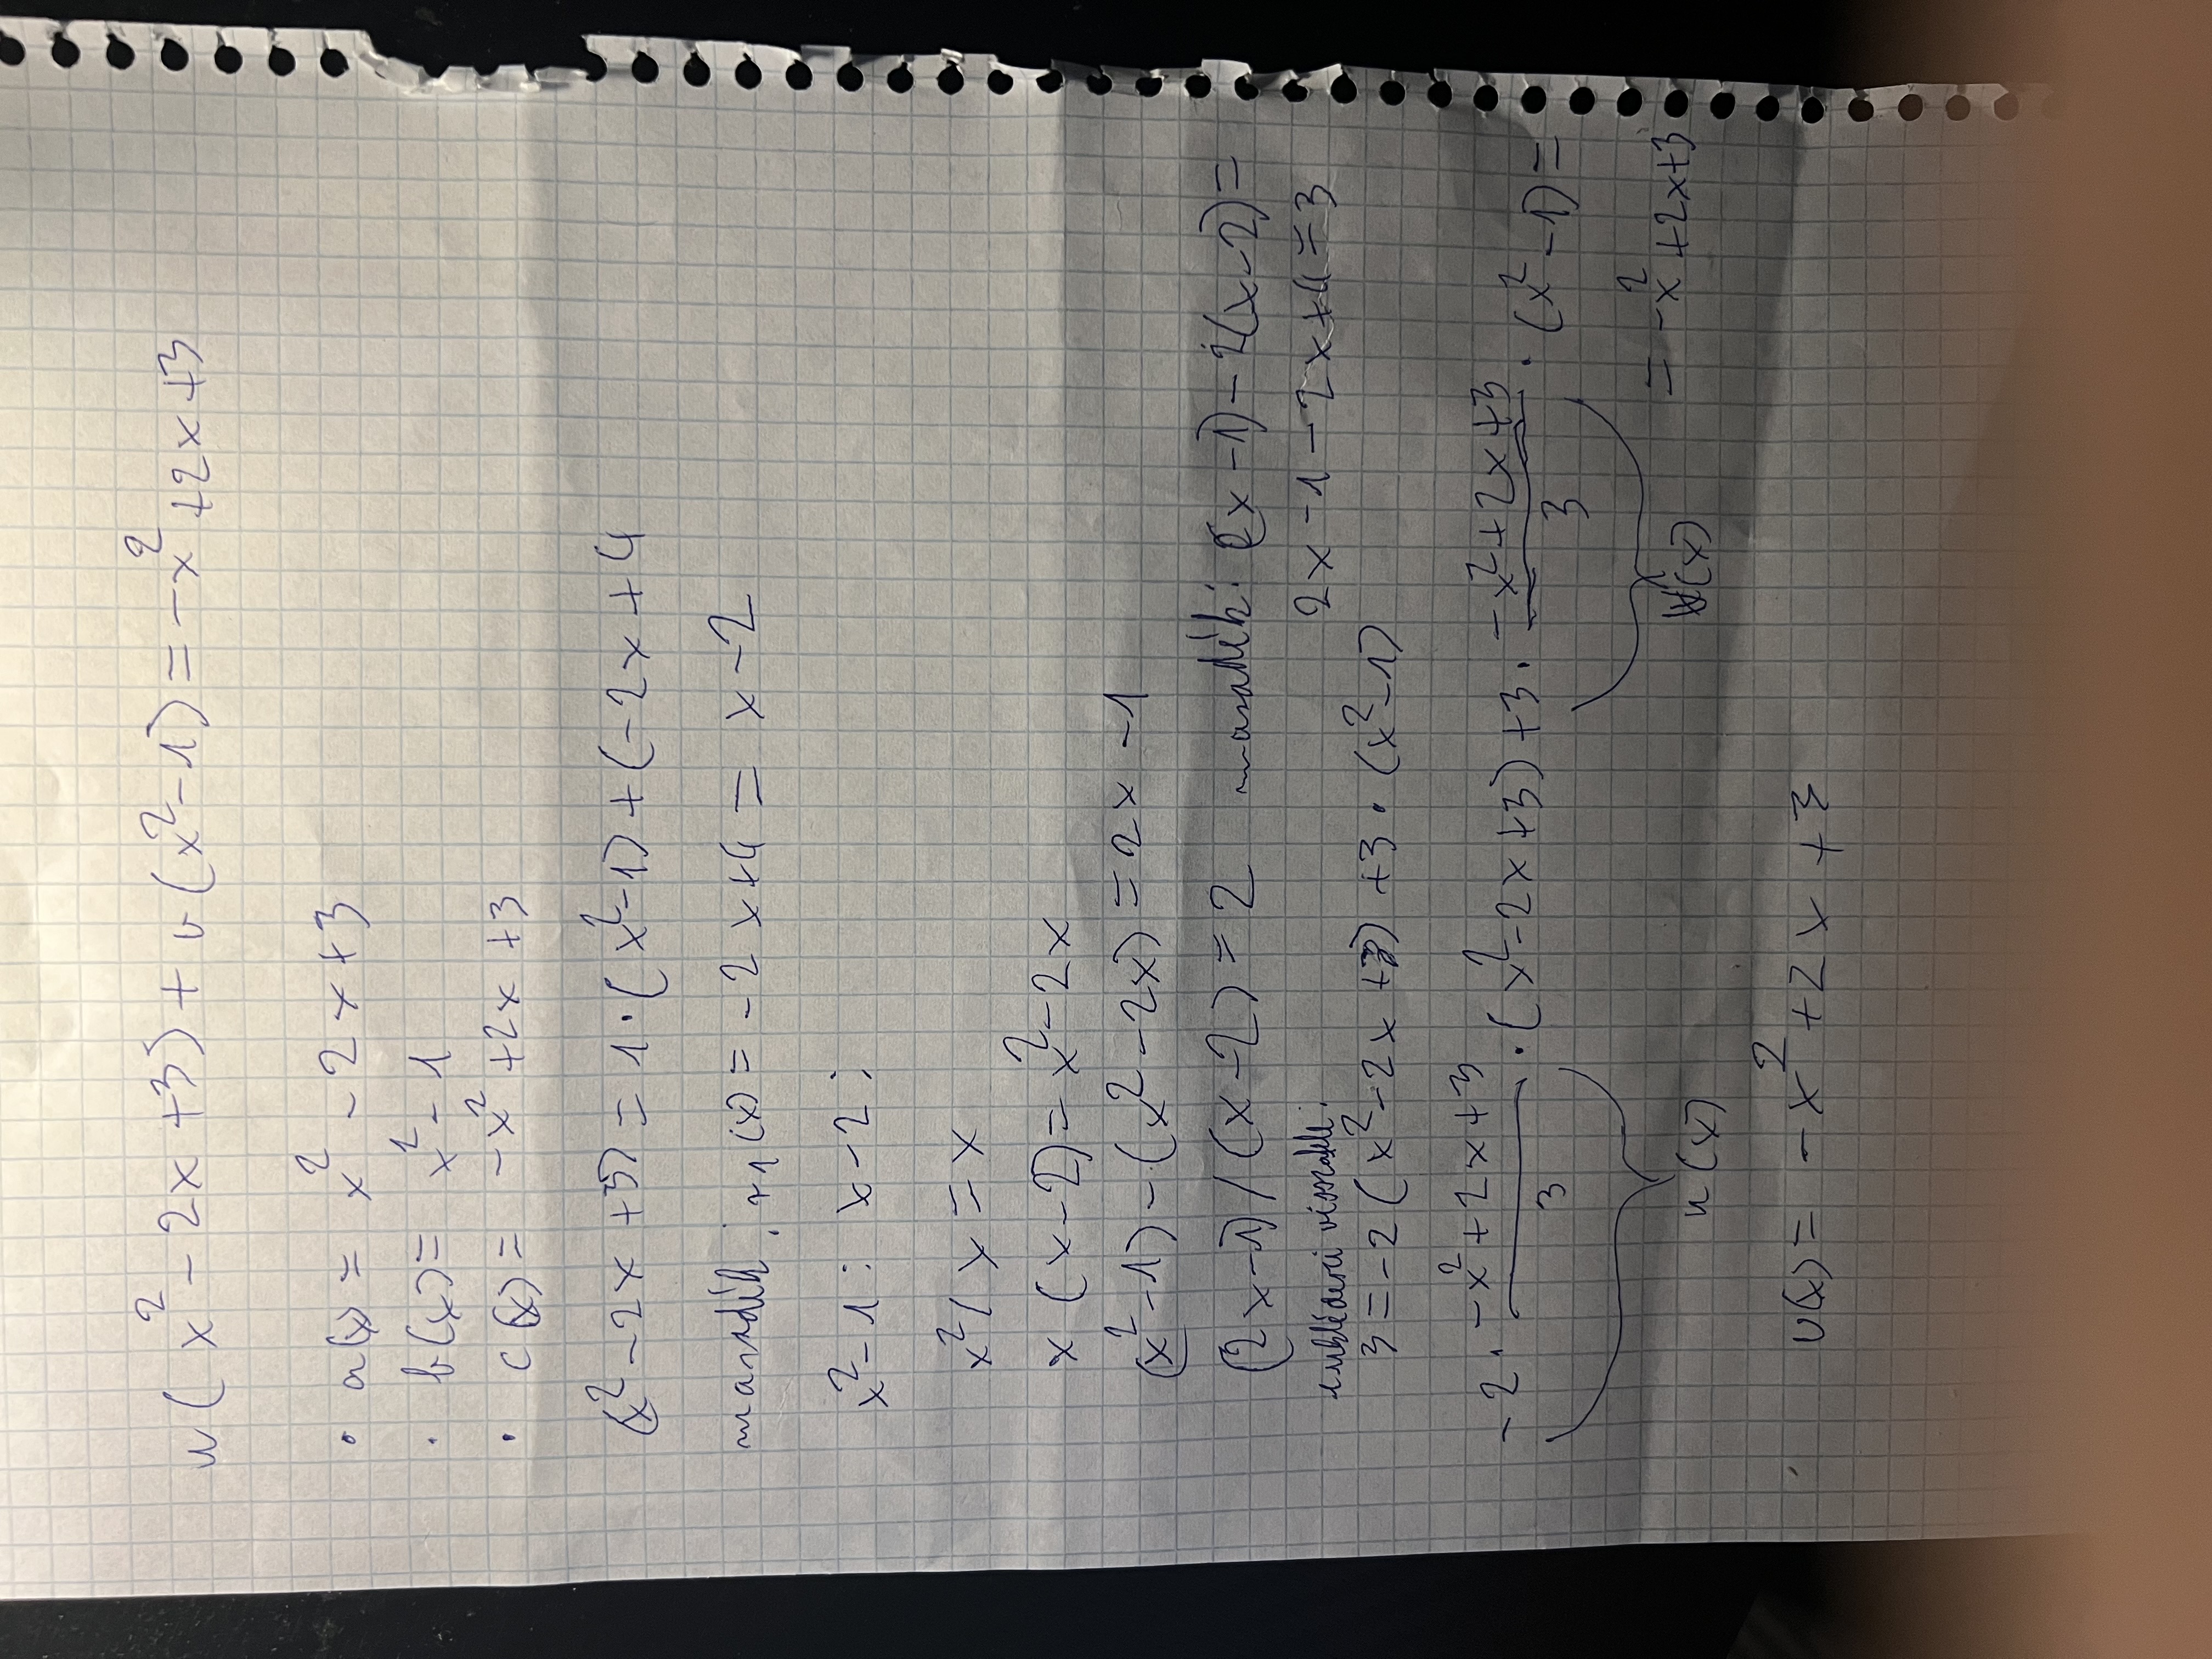 u(x² - 2x + 3) + v(x² - 1) = -x² + 2x + 3
• a(x) = x² - 2x + 3
• b(x) = x² - 1
• c(x) = -x² + 2x + 3
(x² - 2x + 3) = 1 · (x² - 1) + (-2x + 4
maradék: r1(x) = -2x + 4 = x - 2
x² - 1 : x - 2 :
x² / x = x
x (x - 2) = x² - 2x
(x² - 1) - (x² - 2x) = 2x - 1
(2x - 1) / (x - 2) = 2 maradék: (2x - 1) - 2(x - 2) =
2x - 1 - 2x + 4 = 3
euklédeszi visszafele:
3 = -2 (x² - 2x + 3) + 3 · (x² - 1)
-2 · (-x² + 2x + 3)/3 · (x² - 2x + 3) + 3 · (-x² + 2x + 3)/3 · (x² - 1) =
u(x) v(x) = -x² + 2x + 3
v(x) = -x² + 2x + 3